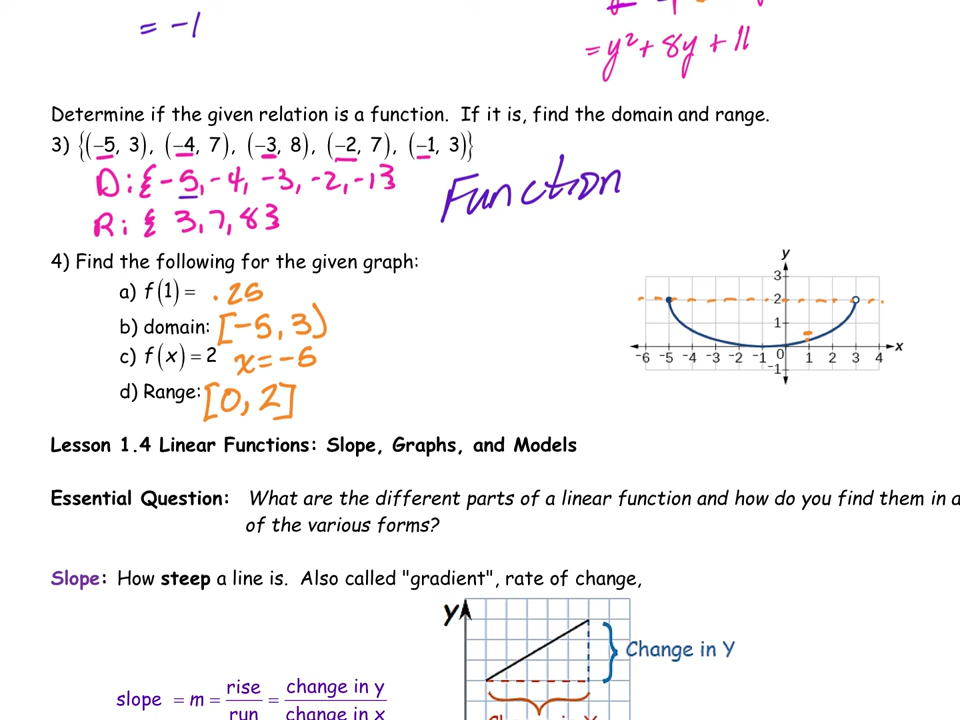 = -1
= y² + 8y + 11
Determine if the given relation is a function. If it is, find the domain and range.
3) {(−5, 3), (−4, 7), (−3, 8), (−2, 7), (−1, 3)}
D: {-5, -4, -3, -2, -1}
R: { 3, 7, 8}
Function
4) Find the following for the given graph:
a) f(1) = .25
b) domain: [-5, 3)
c) f(x) = 2 x = -5
d) Range: [0, 2]
y
3
2
1
−6 −5 −4 −3 −2 −1 0 1 2 3 4 x
−1
Lesson 1.4 Linear Functions: Slope, Graphs, and Models
Essential Question: What are the different parts of a linear function and how do you find them in a
of the various forms?
Slope: How steep a line is. Also called "gradient", rate of change,
y
Change in Y
slope = m = rise/run = change in y/change in x